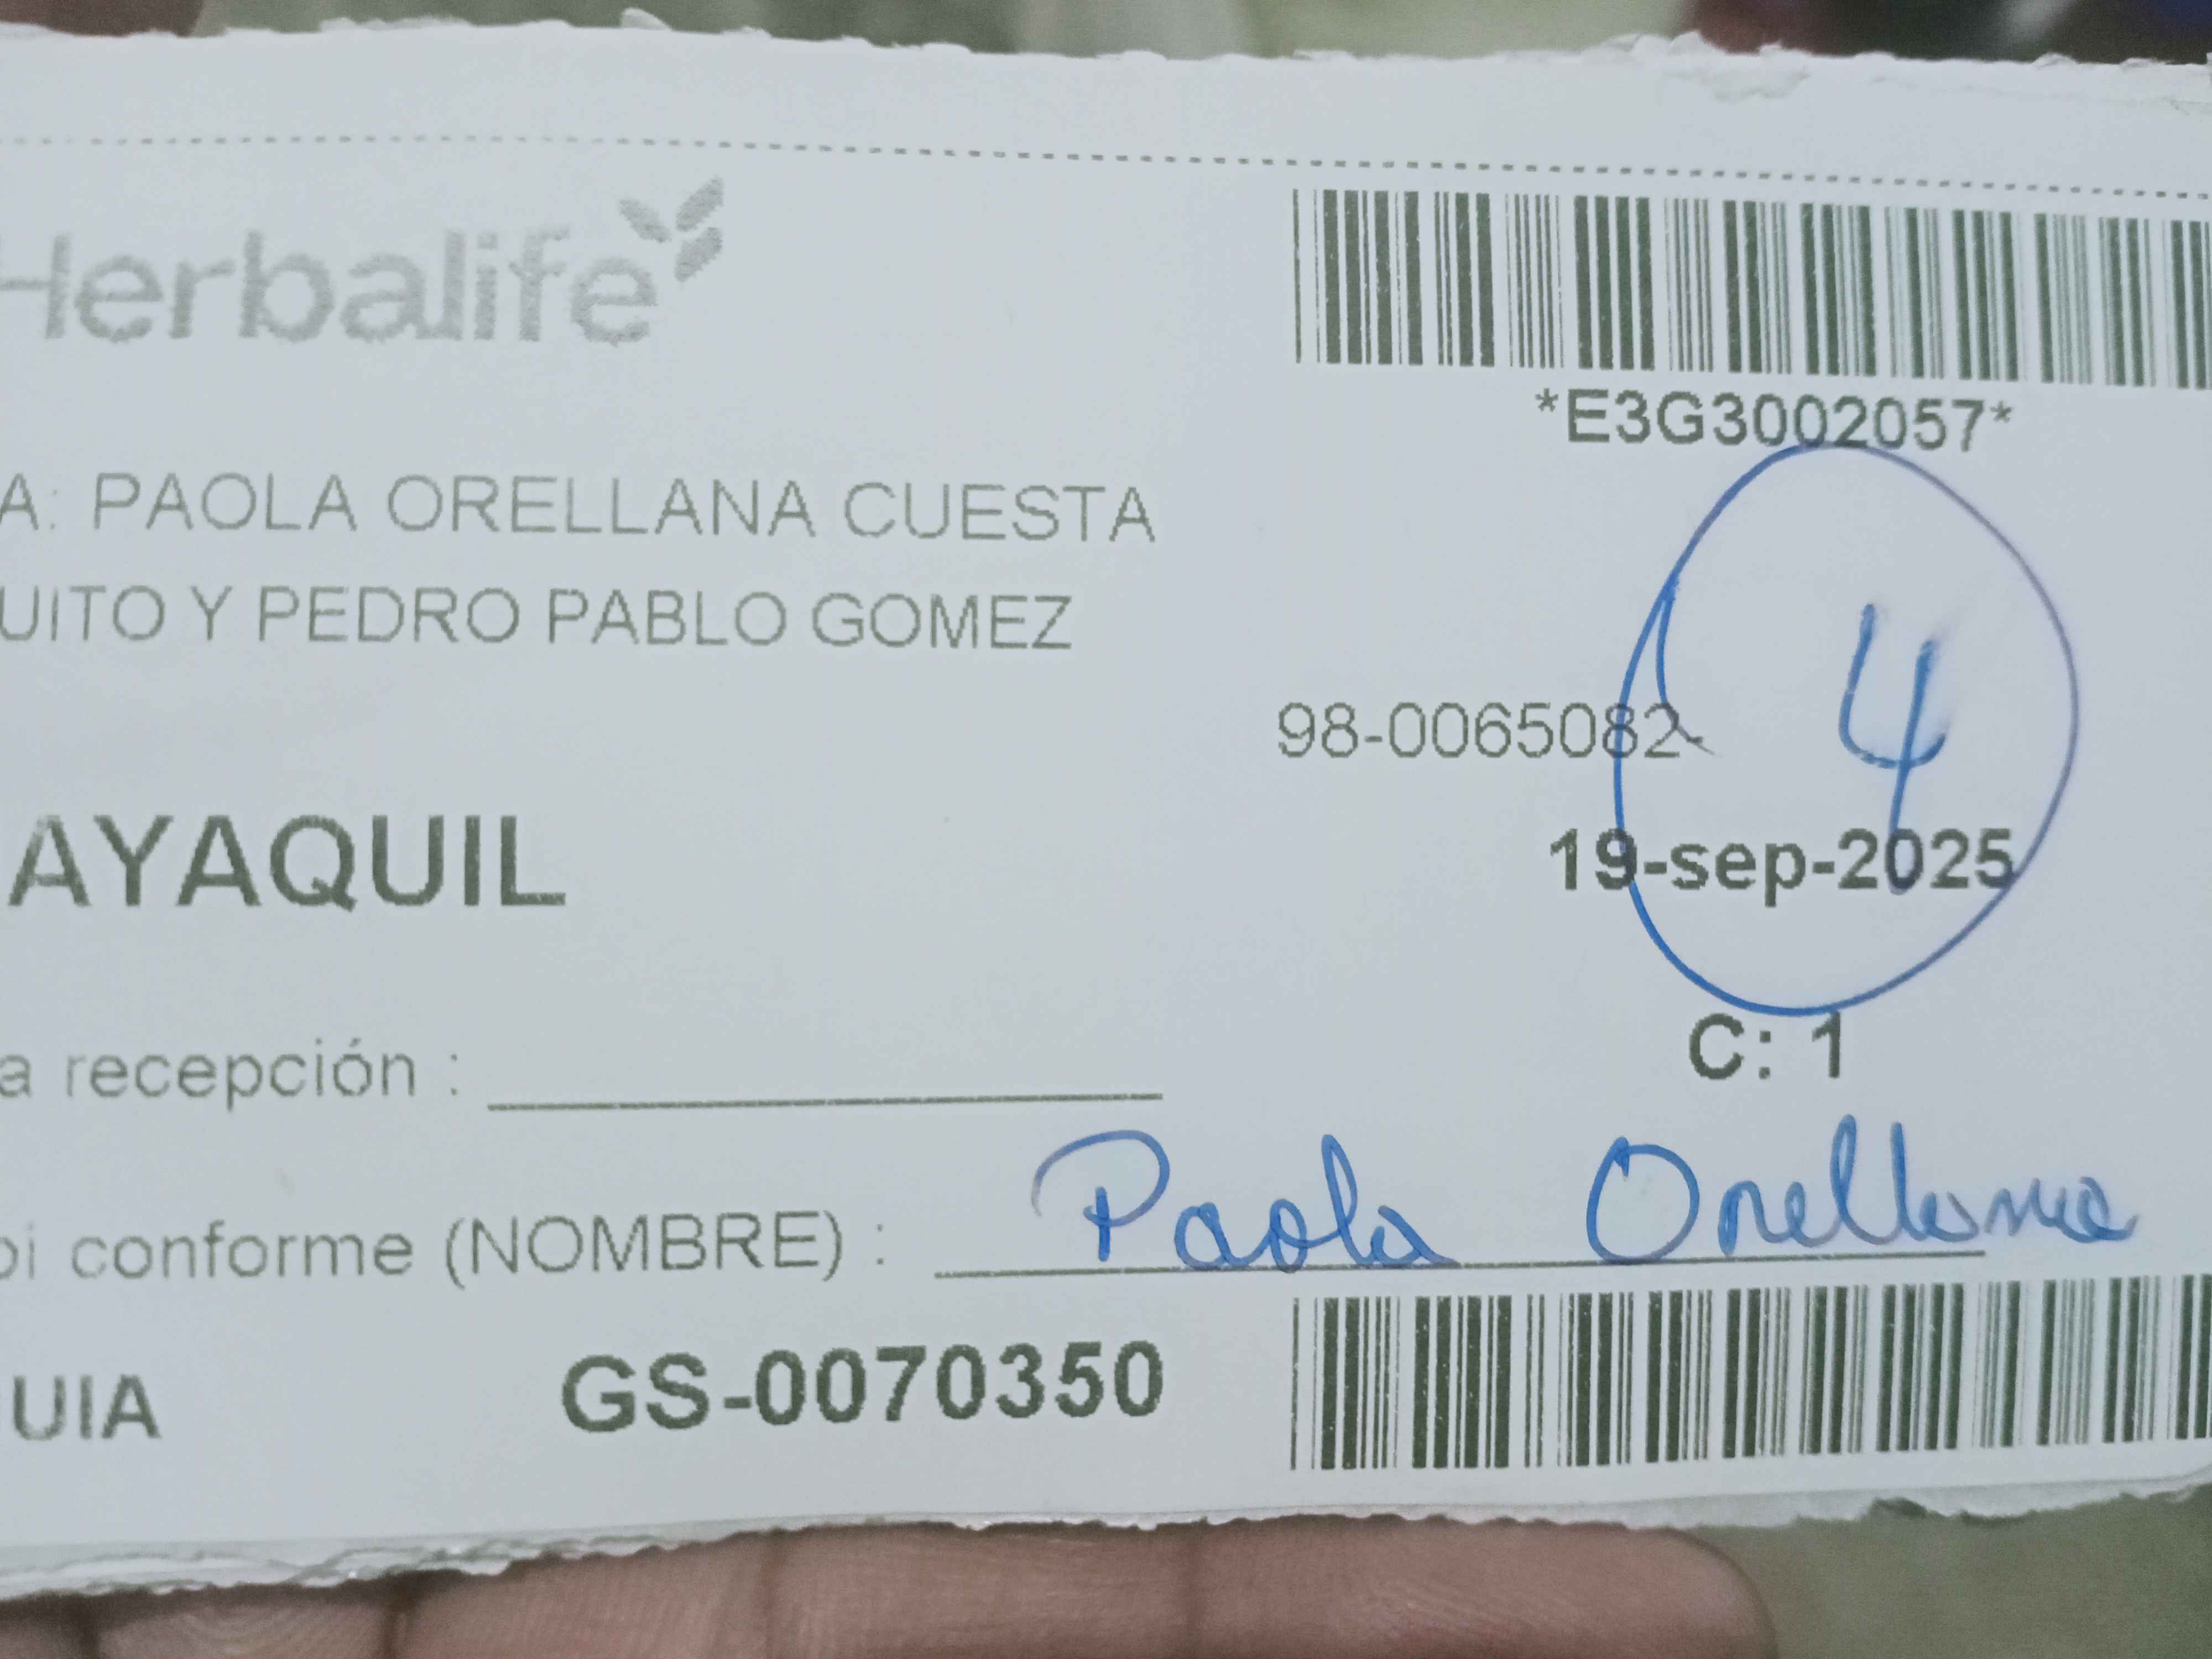 Herbalife
*E3G3002057*
A: PAOLA ORELLANA CUESTA
UITO Y PEDRO PABLO GOMEZ
98-0065082-
4
AYAQUIL
19-sep-2025
C: 1
a recepción :
bi conforme (NOMBRE) : Paola Orellana
UIA GS-0070350